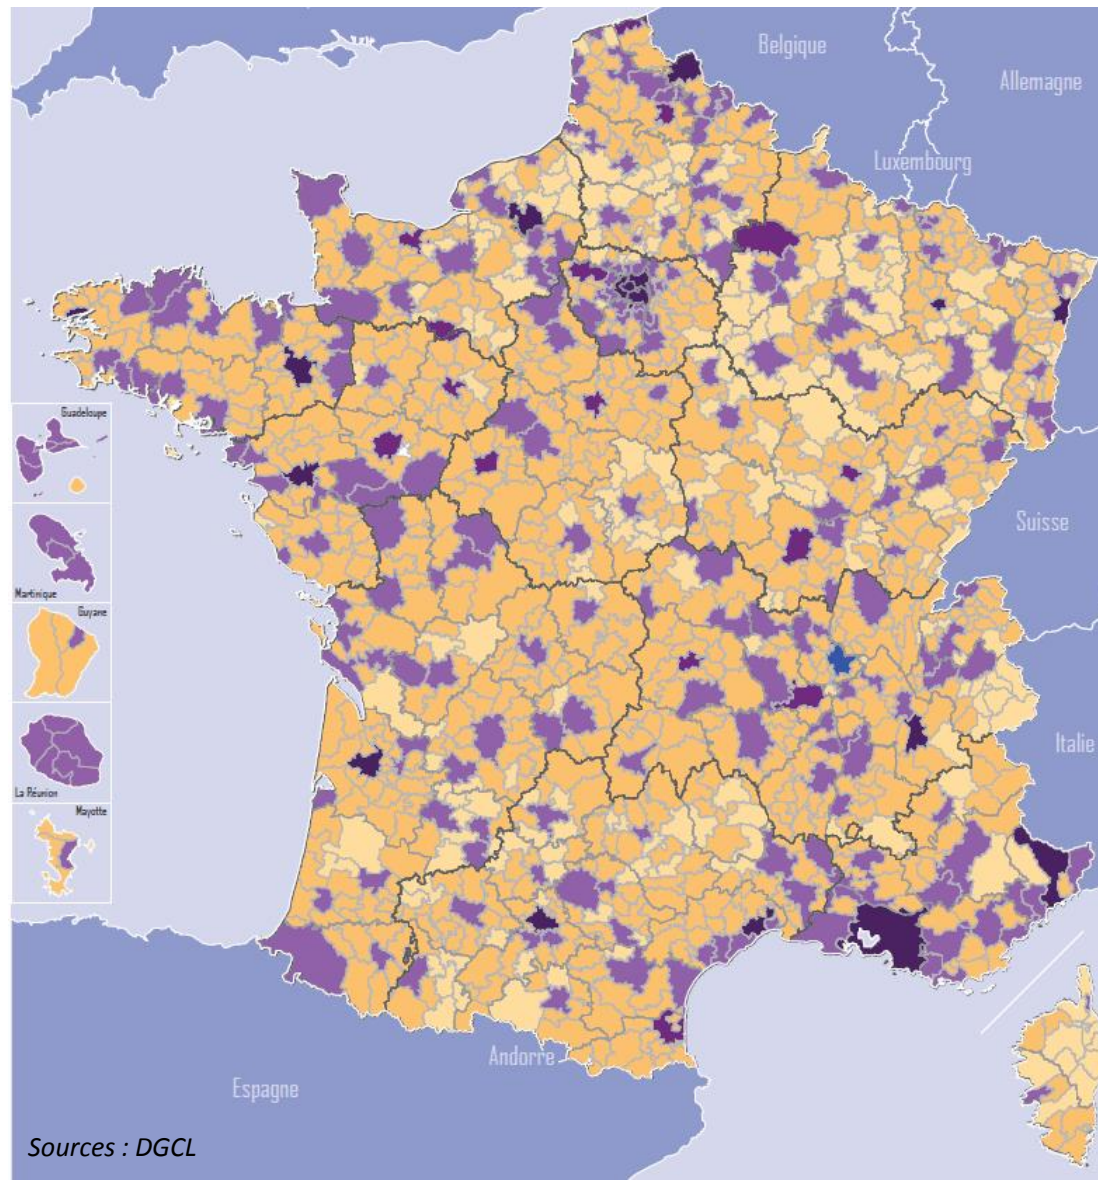 Belgique
Allemagne
Luxembourg
Guadeloupe
Martinique
Suisse
Guyane
La Réunion
Italie
Mayotte
Andorre
Espagne
Sources : DGCL